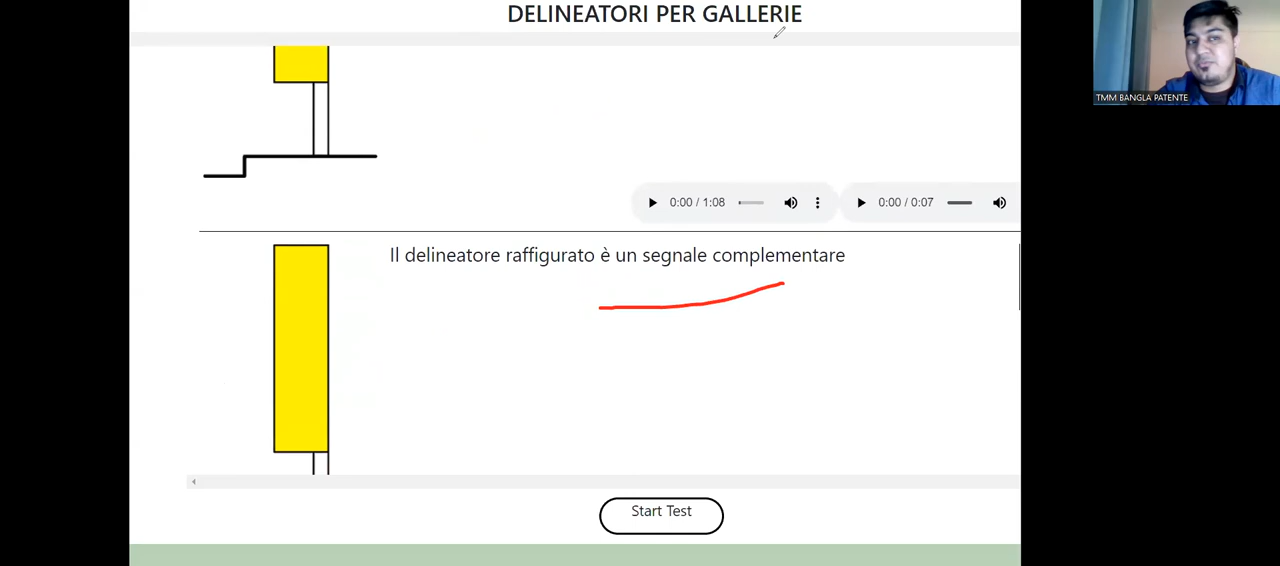 DELINEATORI PER GALLERIE
TMM BANGLA PATENTE
0:00 / 1:08
0:00 / 0:07
Il delineatore raffigurato è un segnale complementare
Start Test